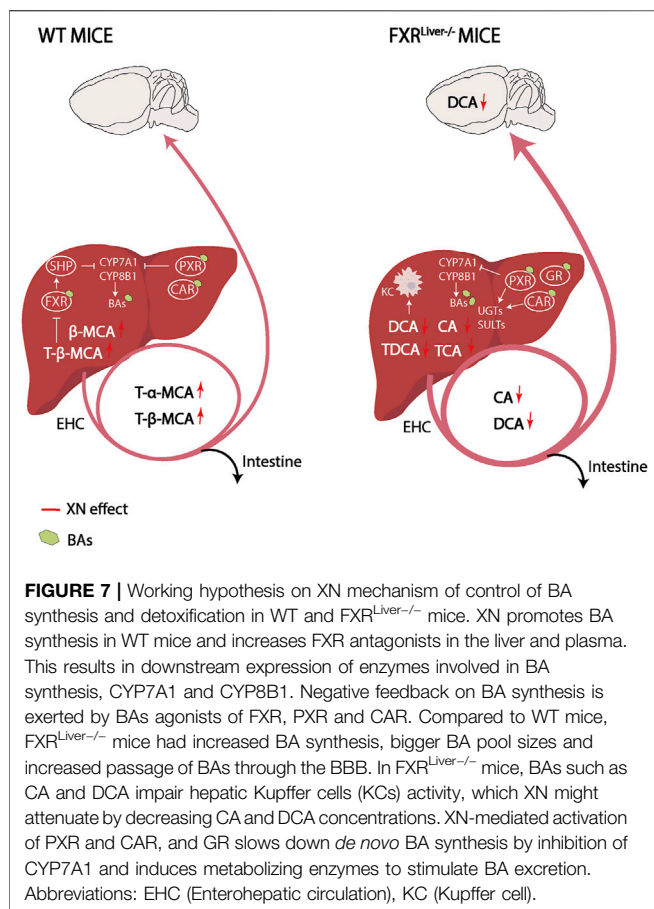 WT MICE
DCA
SHP
CYP7A1
CYP8B1
PXR
CAR
FXR
BAs
β-MCA
T-β-MCA
T-α-MCA
T-β-MCA
EHC
Intestine
FXRLiver-/- MICE
KC
CYP7A1
CYP8B1
PXR
GR
CAR
BAs
UGTs
SULTs
DCA CA
TDCA TCA
CA
DCA
EHC
Intestine
XN effect
BAs
FIGURE 7 | Working hypothesis on XN mechanism of control of BA
synthesis and detoxification in WT and FXRLiver−/− mice. XN promotes BA
synthesis in WT mice and increases FXR antagonists in the liver and plasma.
This results in downstream expression of enzymes involved in BA
synthesis, CYP7A1 and CYP8B1. Negative feedback on BA synthesis is
exerted by BAs agonists of FXR, PXR and CAR. Compared to WT mice,
FXRLiver−/− mice had increased BA synthesis, bigger BA pool sizes and
increased passage of BAs through the BBB. In FXRLiver−/− mice, BAs such as
CA and DCA impair hepatic Kupffer cells (KCs) activity, which XN might
attenuate by decreasing CA and DCA concentrations. XN-mediated activation
of PXR and CAR, and GR slows down de novo BA synthesis by inhibition of
CYP7A1 and induces metabolizing enzymes to stimulate BA excretion.
Abbreviations: EHC (Enterohepatic circulation), KC (Kupffer cell).